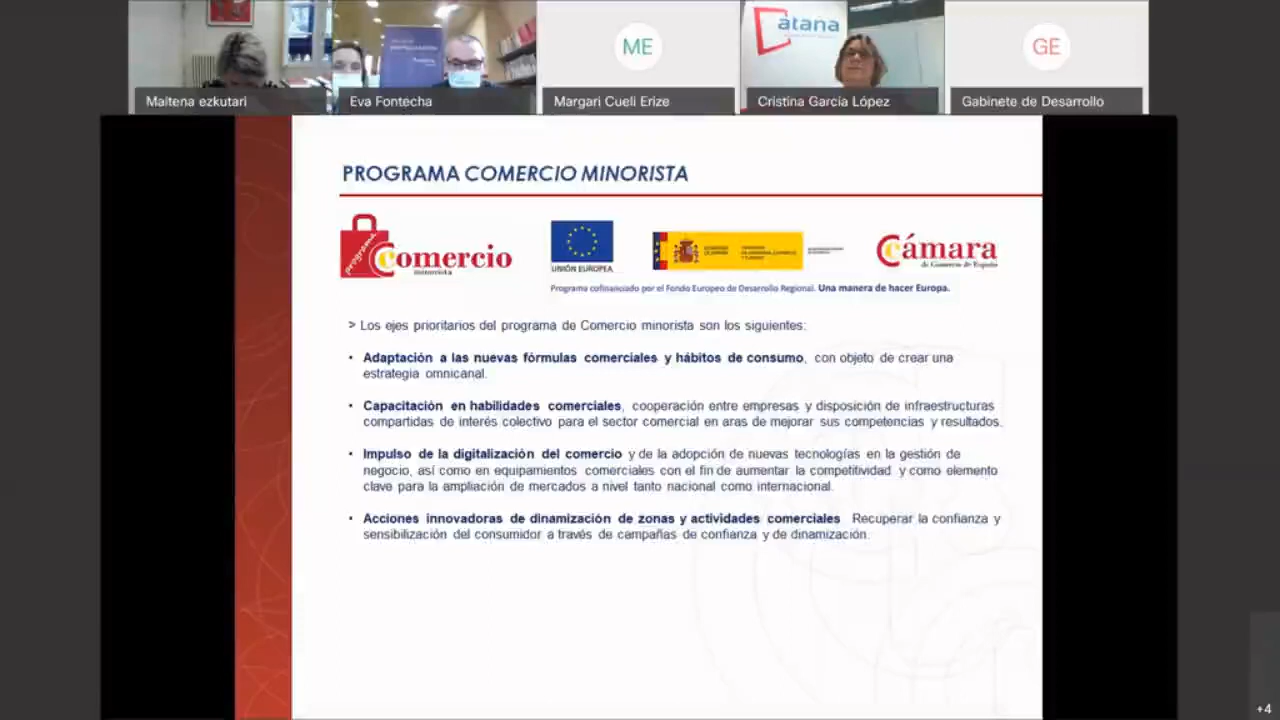 átana
Maltena ezkutari
Eva Fontecha
ME
Margari Cueli Erize
Cristina Garcia López
GE
Gabinete de Desarrollo
PROGRAMA COMERCIO MINORISTA
programa
Comercio
minorista
UNIÓN EUROPEA
Cámara
de Comercio de España
Programa cofinanciado por el Fondo Europeo de Desarrollo Regional. Una manera de hacer Europa.
> Los ejes prioritarios del programa de Comercio minorista son los siguientes:
• Adaptación a las nuevas fórmulas comerciales y hábitos de consumo, con objeto de crear una
estrategia omnicanal.
• Capacitación en habilidades comerciales, cooperación entre empresas y disposición de infraestructuras
compartidas de interés colectivo para el sector comercial en aras de mejorar sus competencias y resultados.
• Impulso de la digitalización del comercio y de la adopción de nuevas tecnologías en la gestión de
negocio, así como en equipamientos comerciales con el fin de aumentar la competitividad y como elemento
clave para la ampliación de mercados a nivel tanto nacional como internacional.
• Acciones innovadoras de dinamización de zonas y actividades comerciales Recuperar la confianza y
sensibilización del consumidor a través de campañas de confianza y de dinamización.
+4